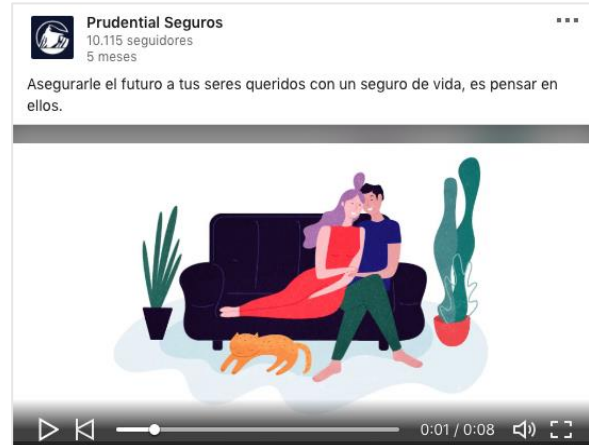 Prudential Seguros
10.115 seguidores
5 meses
Asegurarle el futuro a tus seres queridos con un seguro de vida, es pensar en
ellos.
0:01 / 0:08